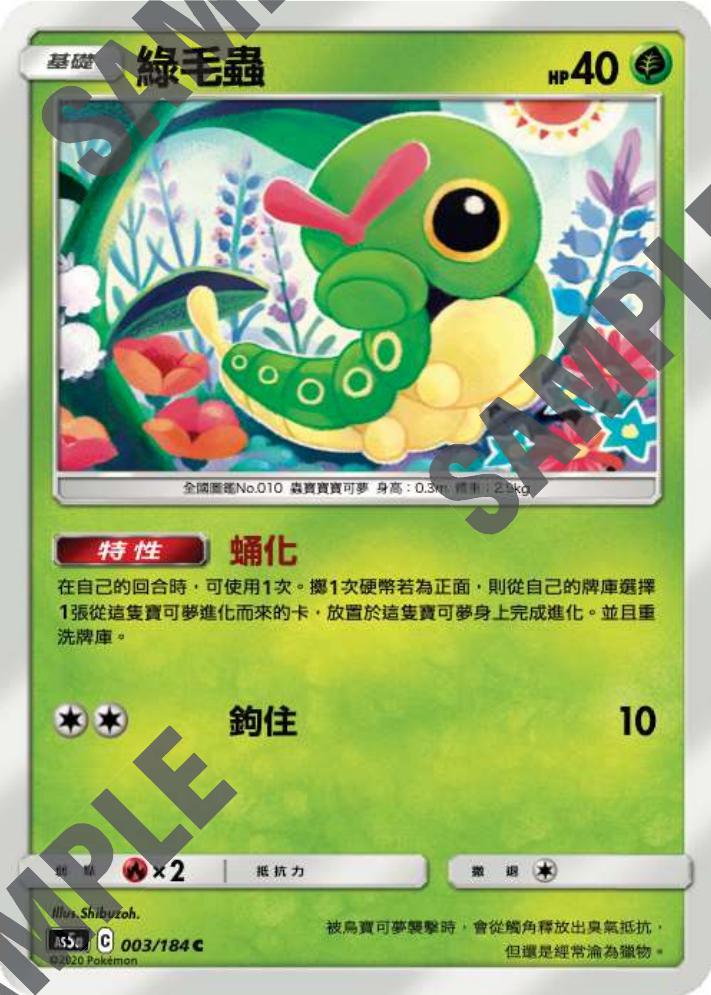 SAMPLE
基礎 綠毛蟲 HP40
全國圖鑑No.010 蟲寶寶寶可夢 身高：0.3m 體重：2.9kg
特性 蛹化
在自己的回合時，可使用1次。擲1次硬幣若為正面，則從自己的牌庫選擇
1張從這隻寶可夢進化而來的卡，放置於這隻寶可夢身上完成進化。並且重
洗牌庫。
鉤住 10
SAMPLE
弱點 ×2 抵抗力 撤退
Illus.Shibuzoh.
被鳥寶可夢襲擊時，會從觸角釋放出臭氣抵抗，
但還是經常淪為獵物。
AS5a C 003/184 C
©2020 Pokémon
SAMPLE